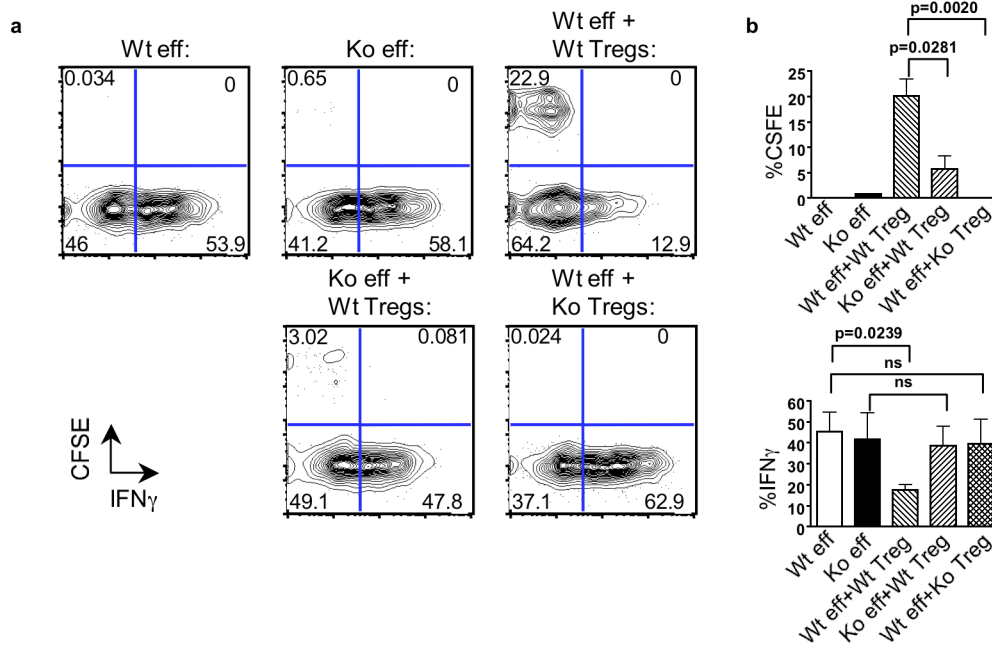 a
Wt eff:
0.034
0
46
53.9
Ko eff:
0.65
0
41.2
58.1
Wt eff +
Wt Tregs:
22.9
0
64.2
12.9
Ko eff +
Wt Tregs:
3.02
0.081
49.1
47.8
Wt eff +
Ko Tregs:
0.024
0
37.1
62.9
CFSE
IFNγ
b
p=0.0020
p=0.0281
%CSFE
25
20
15
10
5
0
Wt eff
Ko eff
Wt eff+Wt Treg
Ko eff+Wt Treg
Wt eff+Ko Treg
p=0.0239
ns
ns
%IFNγ
60
50
40
30
20
10
0
Wt eff
Ko eff
Wt eff+Wt Treg
Ko eff+Wt Treg
Wt eff+Ko Treg